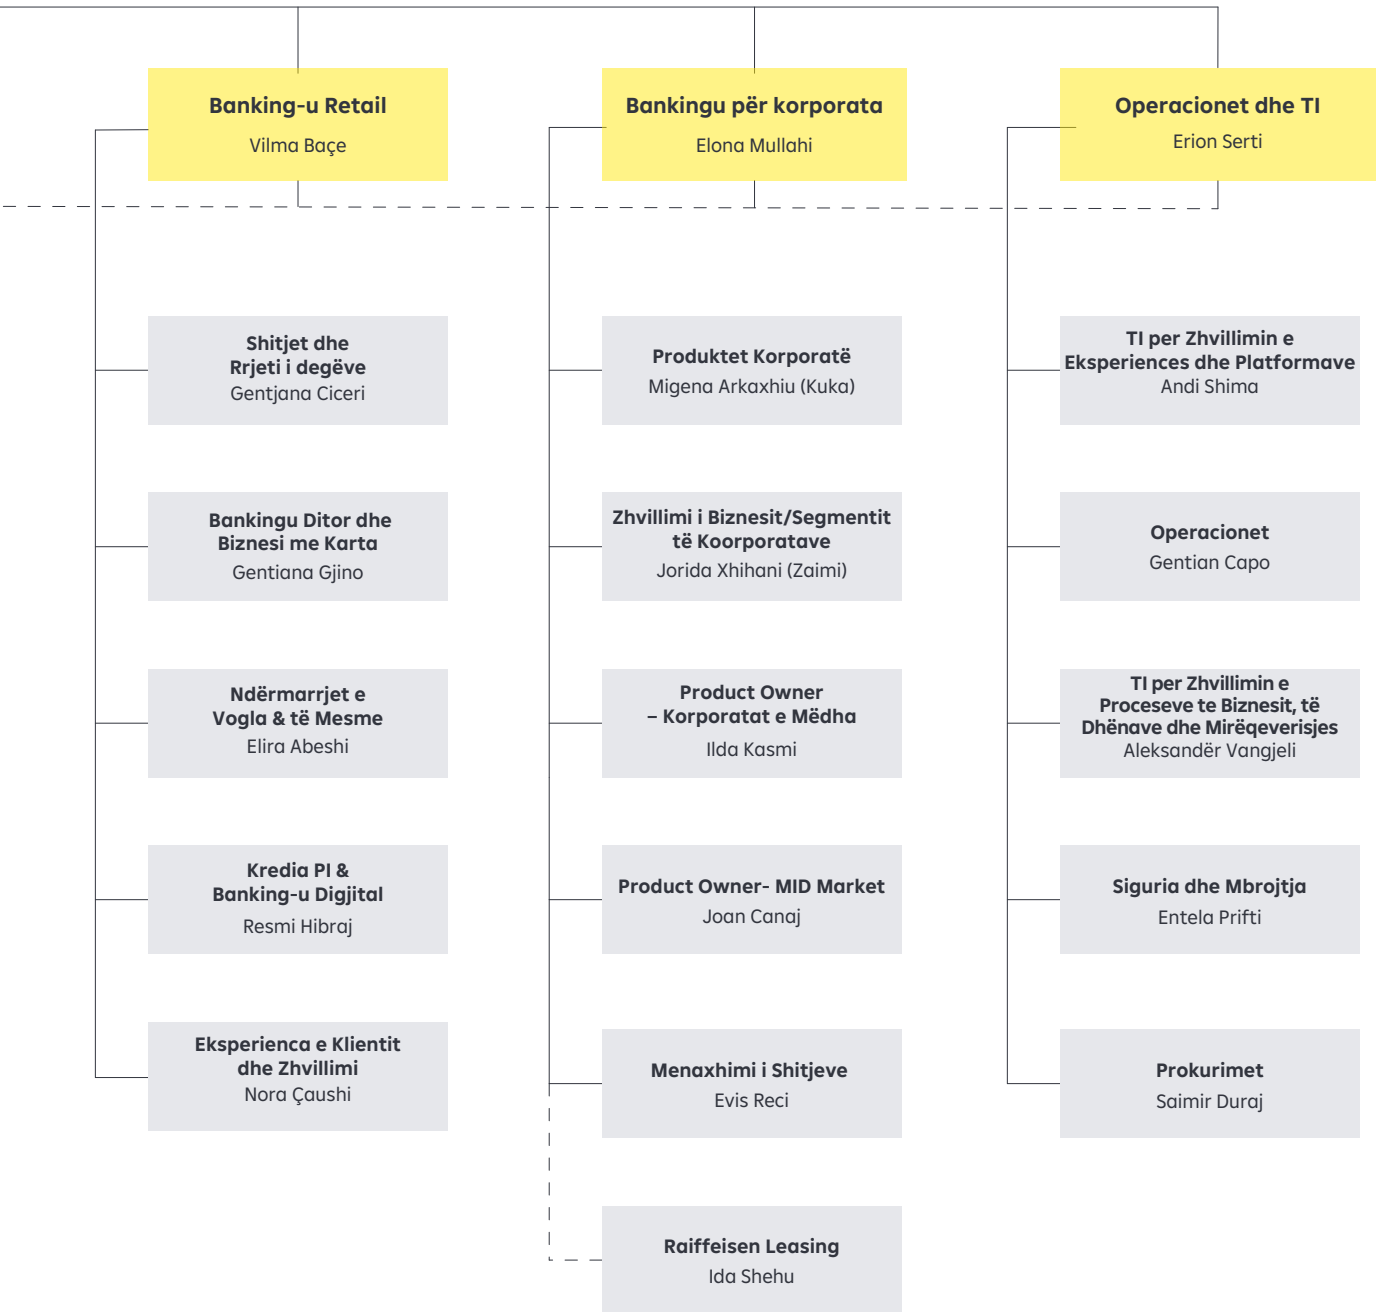 Banking-u Retail
Vilma Baçe
Shitjet dhe
Rrjeti i degëve
Gentjana Ciceri
Bankingu Ditor dhe
Biznesi me Karta
Gentiana Gjino
Ndërmarrjet e
Vogla & të Mesme
Elira Abeshi
Kredia PI &
Banking-u Digjital
Resmi Hibraj
Eksperienca e Klientit
dhe Zhvillimi
Nora Çaushi
Bankingu për korporata
Elona Mullahi
Produktet Korporatë
Migena Arkaxhiu (Kuka)
Zhvillimi i Biznesit/Segmentit
të Koorporatave
Jorida Xhihani (Zaimi)
Product Owner
– Korporatat e Mëdha
Ilda Kasmi
Product Owner- MID Market
Joan Canaj
Menaxhimi i Shitjeve
Evis Reci
Raiffeisen Leasing
Ida Shehu
Operacionet dhe TI
Erion Serti
TI per Zhvillimin e
Eksperiences dhe Platformave
Andi Shima
Operacionet
Gentian Capo
TI per Zhvillimin e
Proceseve te Biznesit, të
Dhënave dhe Mirëqeverisjes
Aleksandër Vangjeli
Siguria dhe Mbrojtja
Entela Prifti
Prokurimet
Saimir Duraj